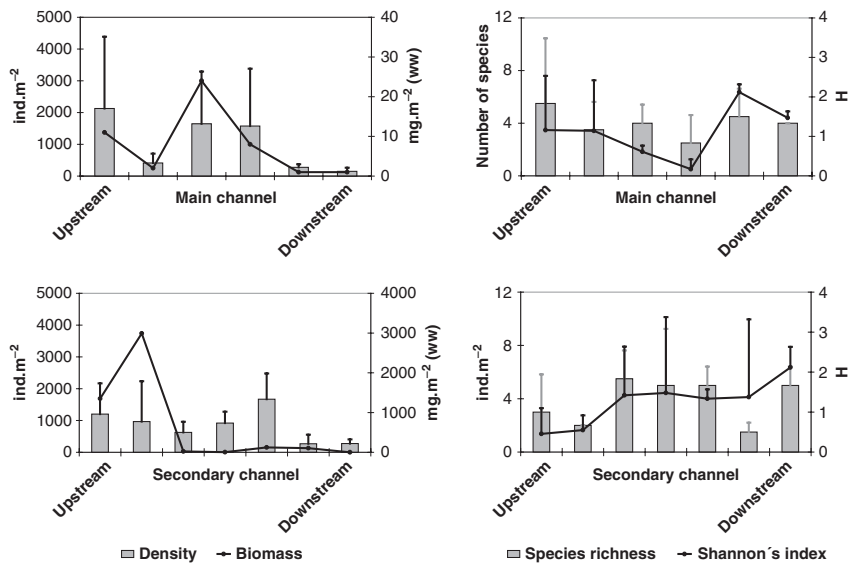 5000
4000
3000
2000
1000
0
ind.m⁻²
40
30
20
10
0
mg.m⁻² (ww)
Upstream
Main channel
Downstream
12
8
4
0
Number of species
4
3
2
1
0
H
Upstream
Main channel
Downstream
5000
4000
3000
2000
1000
0
ind.m⁻²
4000
3000
2000
1000
0
mg.m⁻² (ww)
Upstream
Secondary channel
Downstream
12
8
4
0
ind.m⁻²
4
3
2
1
0
H
Upstream
Secondary channel
Downstream
Density Biomass
Species richness Shannon´s index